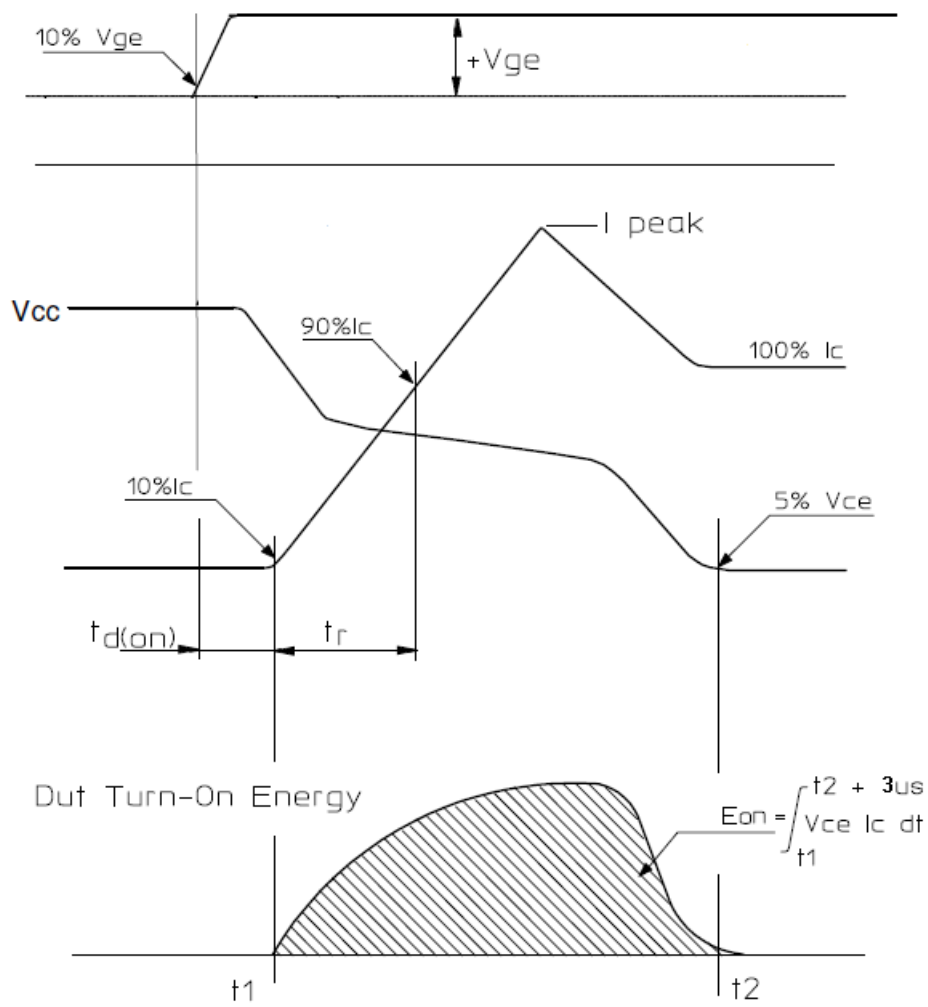 10% Vge
+Vge
I peak
Vcc
90%Ic
100% Ic
10%Ic
5% Vce
td(on)
tr
Dut Turn-On Energy
t2 + 3us
Eon = ∫ Vce Ic dt
t1
t1
t2